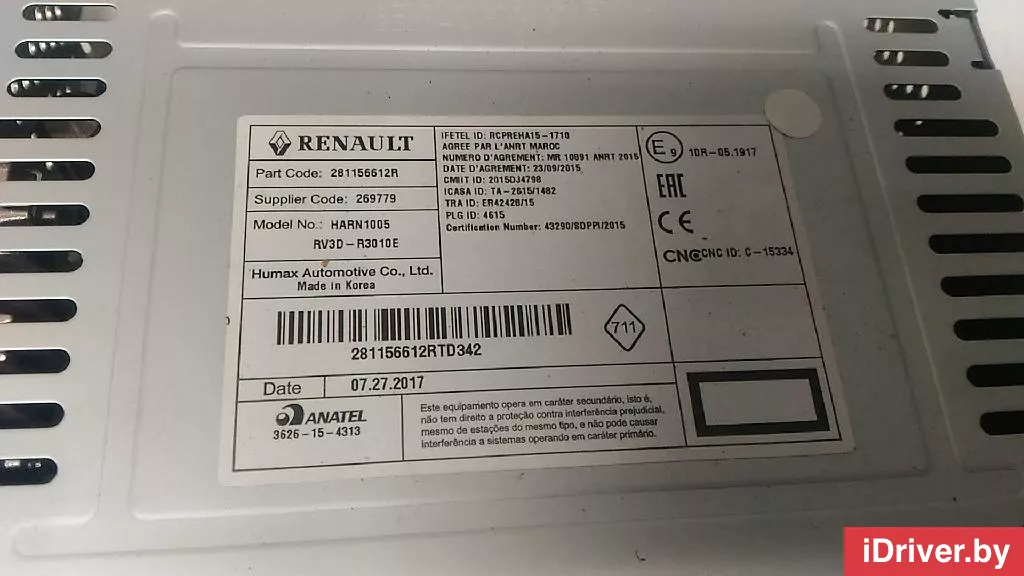 RENAULT
Part Code: 281156612R
Supplier Code: 269779
Model No.: HARN1005
RV3D-R3010E
Humax Automotive Co., Ltd.
Made in Korea
IFETEL ID: RCPREHA15-1710
AGREE PAR L'ANRT MAROC
NUMERO D'AGREMENT: MR 10891 ANRT 2015
DATE D'AGREMENT: 23/09/2015
CMIIT ID: 2015DJ4798
ICASA ID: TA-2015/1482
TRA ID: ER42428/15
PLG ID: 4615
Certification Number: 43290/SDPPI/2015
E9 10R-05.1917
EAC
CE
CNC CNC ID: C-15334
281156612RTD342
711
Date 07.27.2017
ANATEL
3626-15-4313
Este equipamento opera em caráter secundário, isto é,
não tem direito a proteção contra interferência prejudicial,
mesmo de estações do mesmo tipo, e não pode causar
interferência a sistemas operando em caráter primário.
iDriver.by